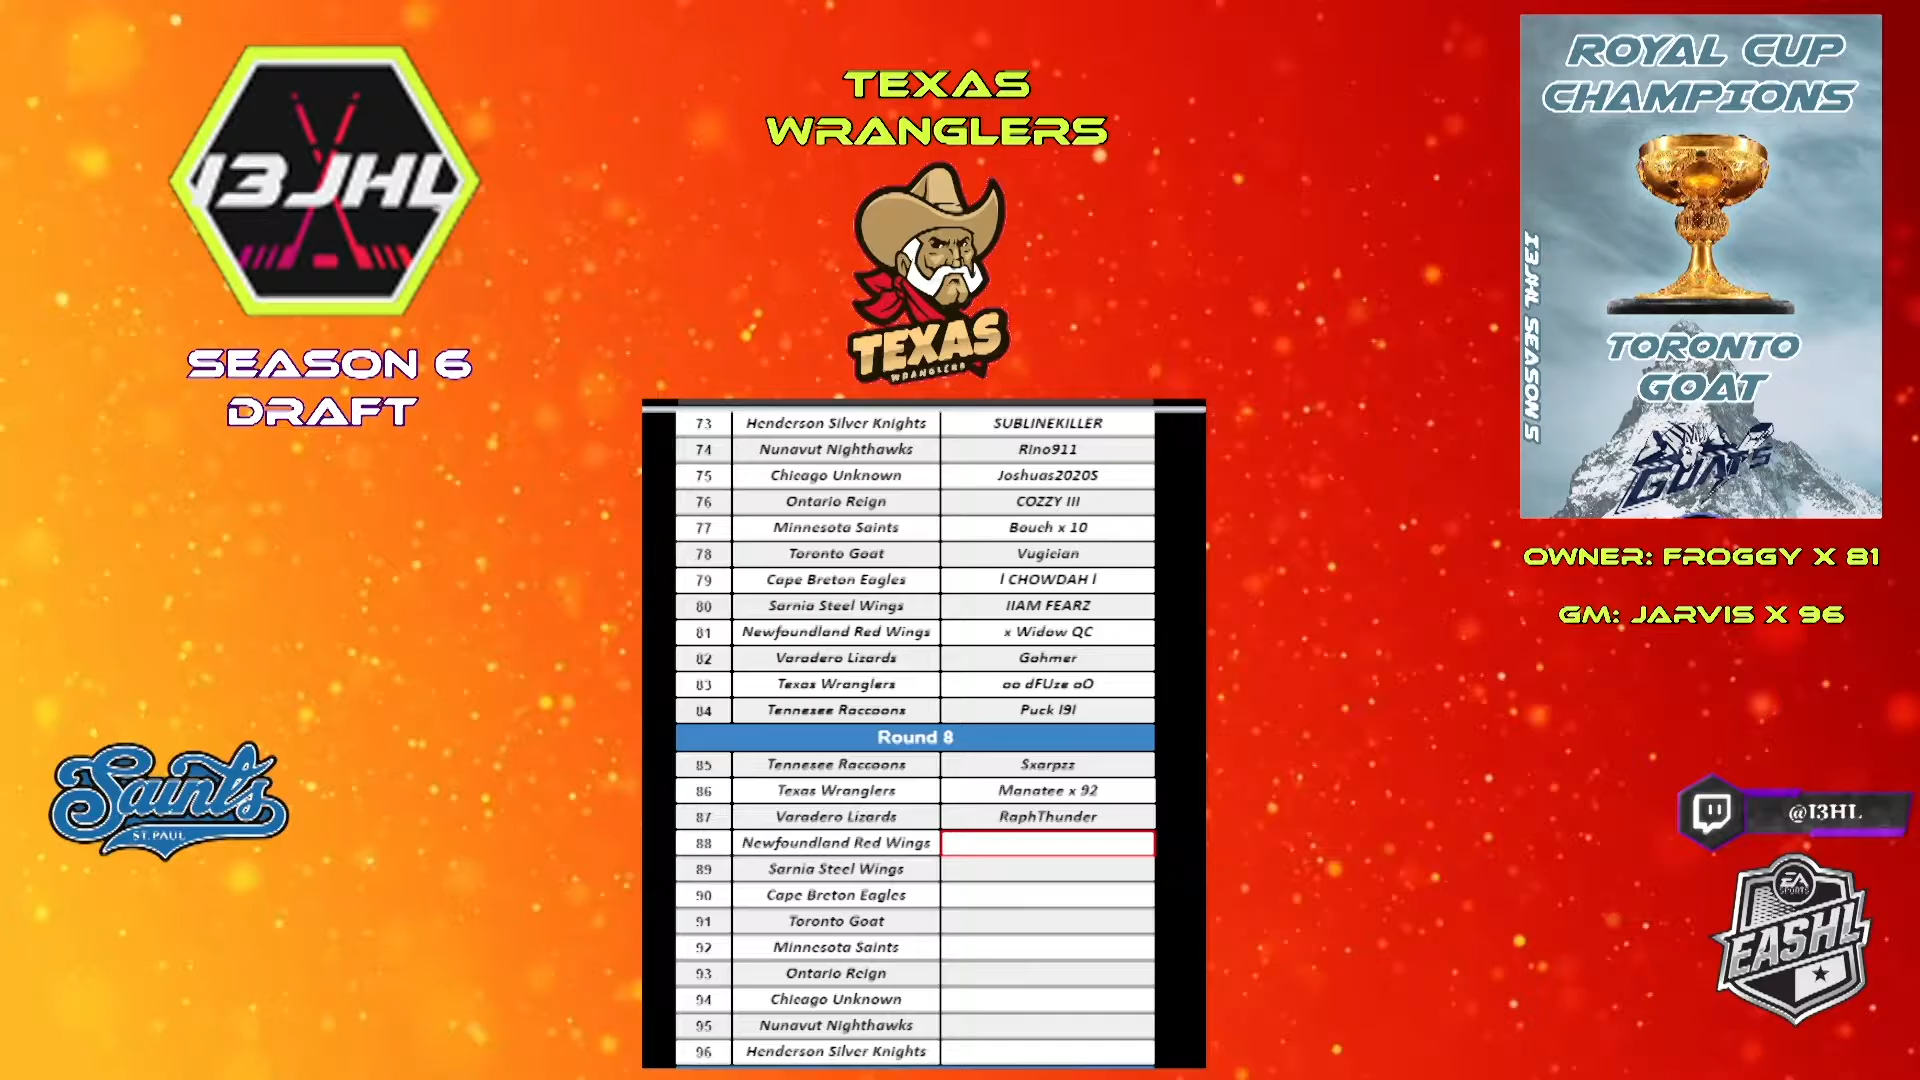 I3JHL
SEASON 6
DRAFT
TEXAS
WRANGLERS
TEXAS
WRANGLERS
73 Henderson Silver Knights SUBLINEKILLER
74 Nunavut Nighthawks Rino911
75 Chicago Unknown Joshuas20205
76 Ontario Reign COZZY III
77 Minnesota Saints Bouch x 10
78 Toronto Goat Vugician
79 Cape Breton Eagles l CHOWDAH l
80 Sarnia Steel Wings IIAM FEARZ
81 Newfoundland Red Wings x Widow QC
82 Varadero Lizards Gahmer
83 Texas Wranglers oo dFUze oO
84 Tennesee Raccoons Puck l9l
Round 8
85 Tennesee Raccoons Sxarpzz
86 Texas Wranglers Manatee x 92
87 Varadero Lizards RaphThunder
88 Newfoundland Red Wings
89 Sarnia Steel Wings
90 Cape Breton Eagles
91 Toronto Goat
92 Minnesota Saints
93 Ontario Reign
94 Chicago Unknown
95 Nunavut Nighthawks
96 Henderson Silver Knights
ROYAL CUP
CHAMPIONS
I3JHL SEASON 5
TORONTO
GOAT
GOATS
OWNER: FROGGY X 81
GM: JARVIS X 96
Saints
ST. PAUL
@I3HL
EA
SPORTS
EASHL